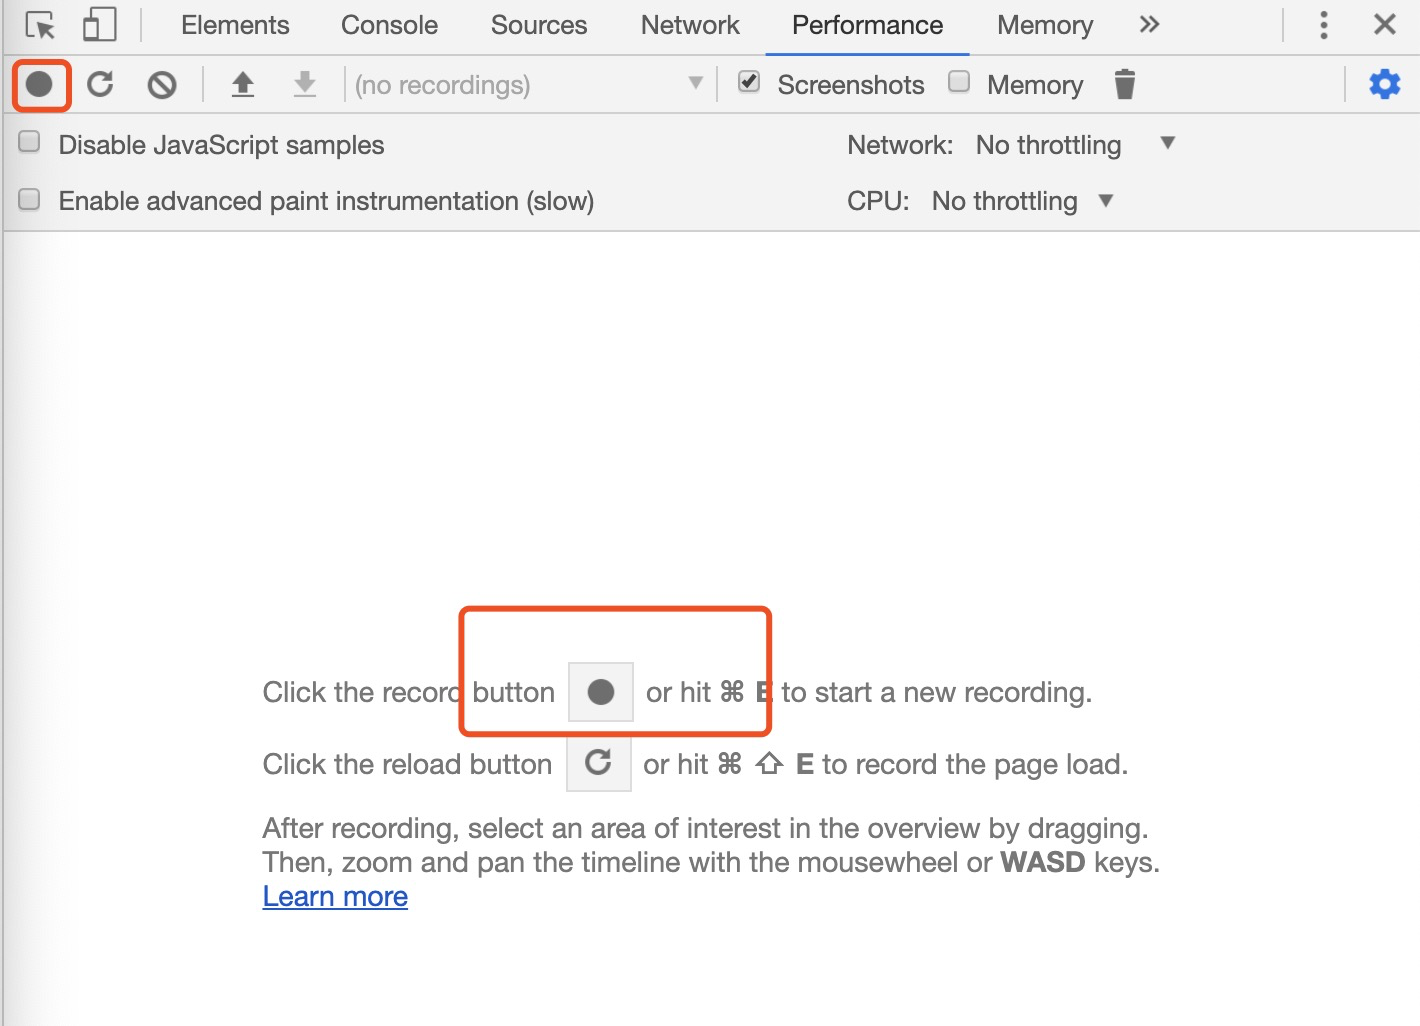 Elements Console Sources Network Performance Memory »
(no recordings) Screenshots Memory
Disable JavaScript samples Network: No throttling
Enable advanced paint instrumentation (slow) CPU: No throttling
Click the record button or hit ⌘ E to start a new recording.
Click the reload button or hit ⌘ ⇧ E to record the page load.
After recording, select an area of interest in the overview by dragging.
Then, zoom and pan the timeline with the mousewheel or WASD keys.
Learn more